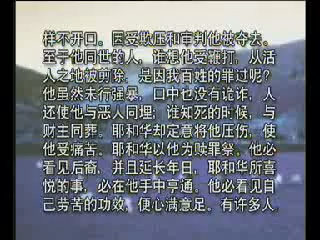 样不开口。因受欺压和审判他被夺去。
至于他同世的人，谁想他受鞭打、从活
人之地被剪除，是因我百姓的罪过呢？
他虽然未行强暴，口中也没有诡诈，人
还使他与恶人同埋；谁知死的时候，与
财主同葬。耶和华却定意将他压伤，使
他受痛苦。耶和华以他为赎罪祭。他必
看见后裔，并且延长年日，耶和华所喜
悦的事，必在他手中亨通。他必看见自
己劳苦的功效，便心满意足。有许多人